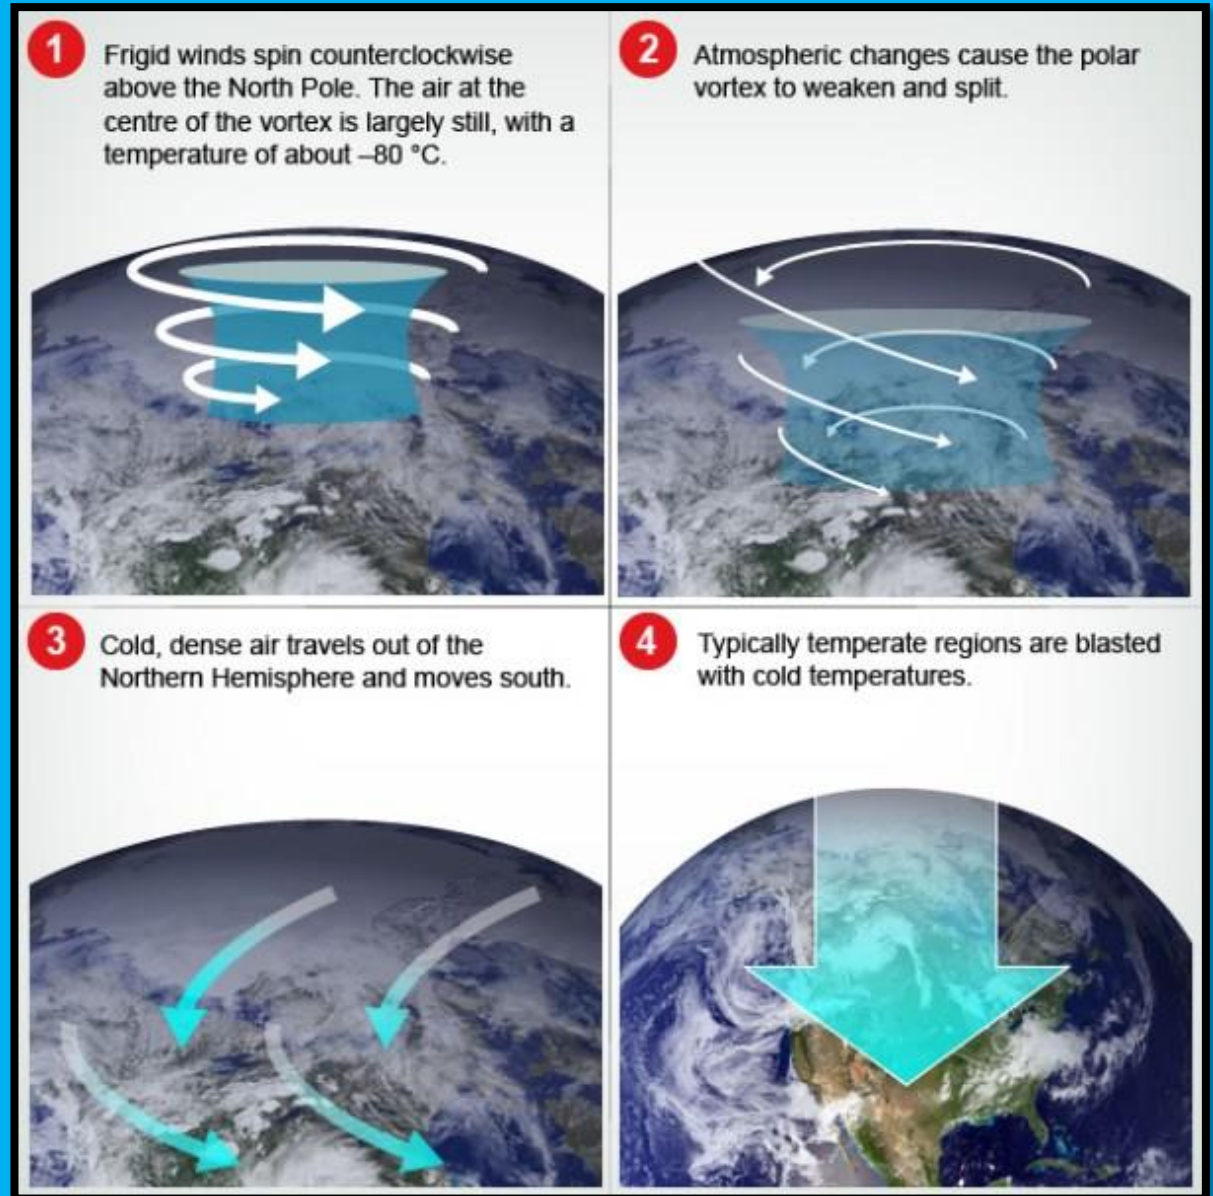 1
Frigid winds spin counterclockwise
above the North Pole. The air at the
centre of the vortex is largely still, with a
temperature of about –80 °C.
2
Atmospheric changes cause the polar
vortex to weaken and split.
3
Cold, dense air travels out of the
Northern Hemisphere and moves south.
4
Typically temperate regions are blasted
with cold temperatures.